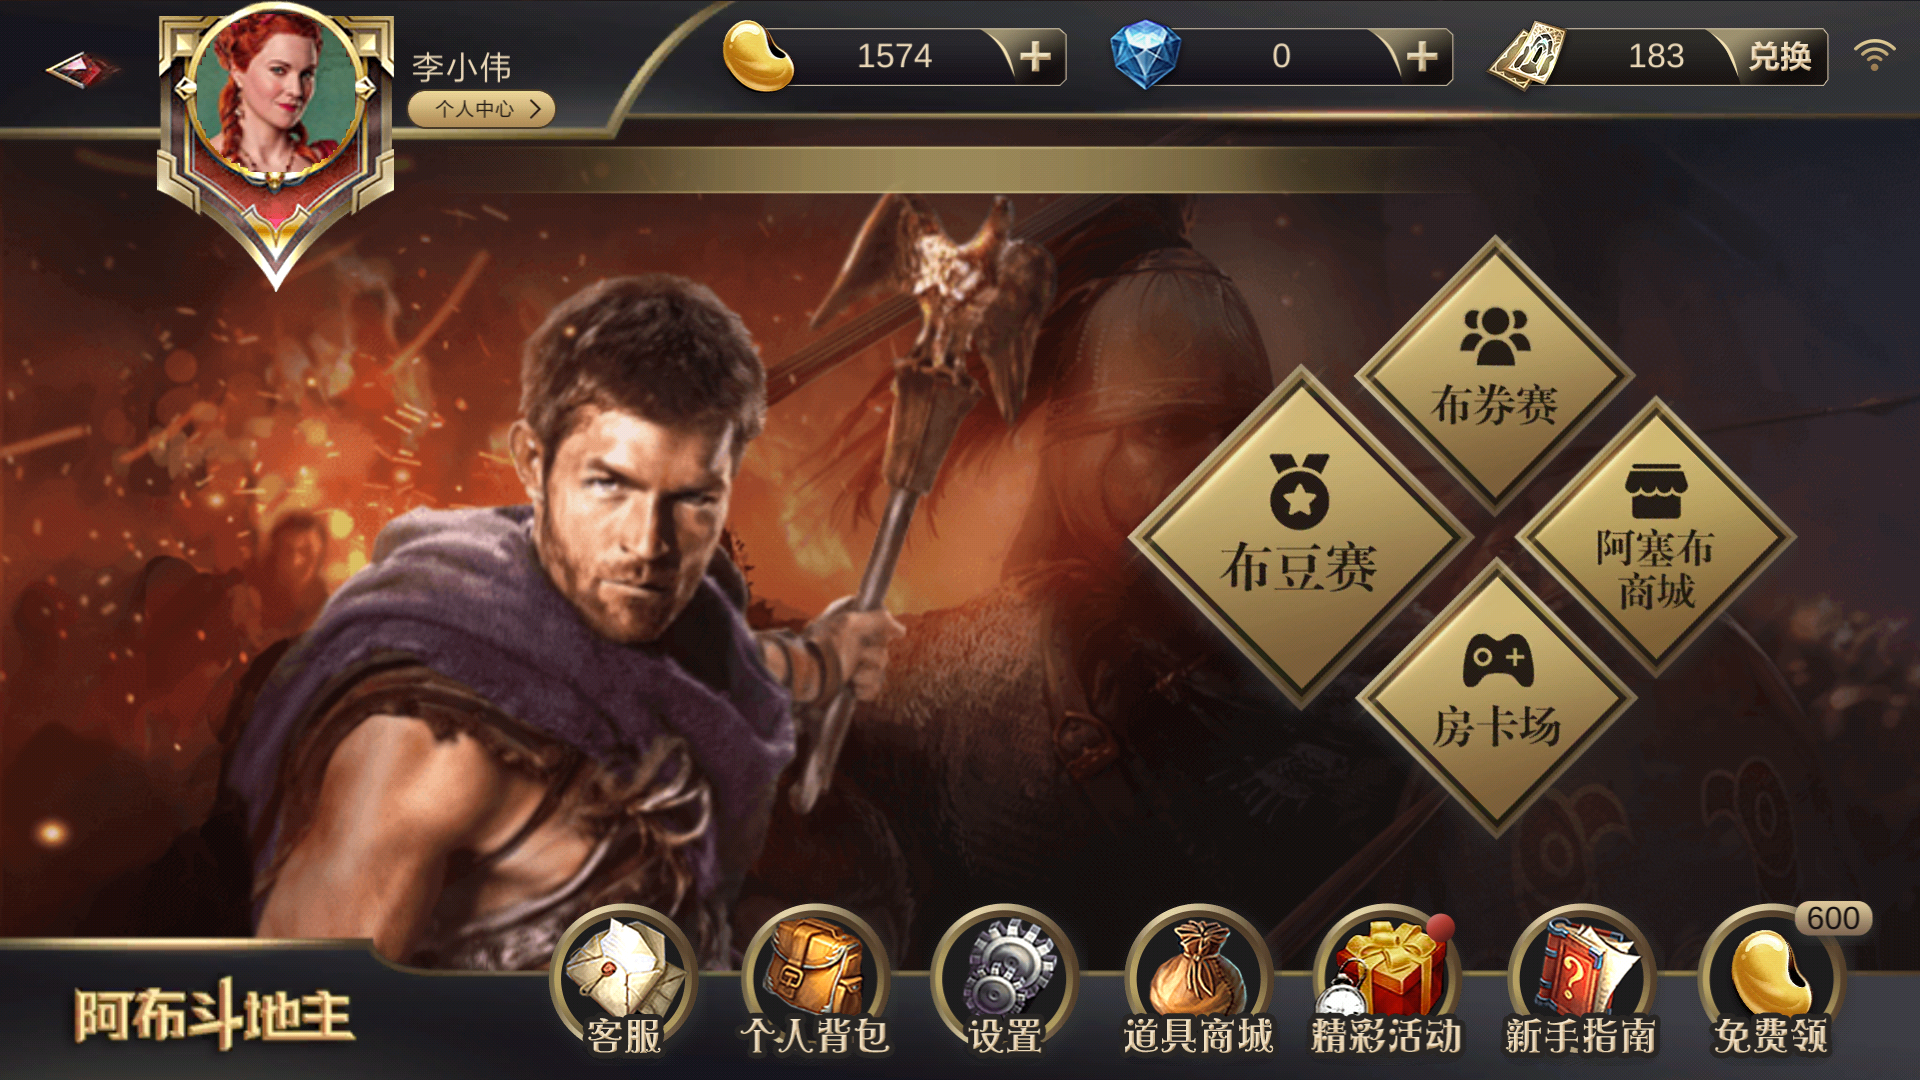 李小伟
个人中心
1574
0
183
兑换
布券赛
布豆赛
阿塞布
商城
房卡场
600
阿布斗地主
客服
个人背包
设置
道具商城
精彩活动
新手指南
免费领